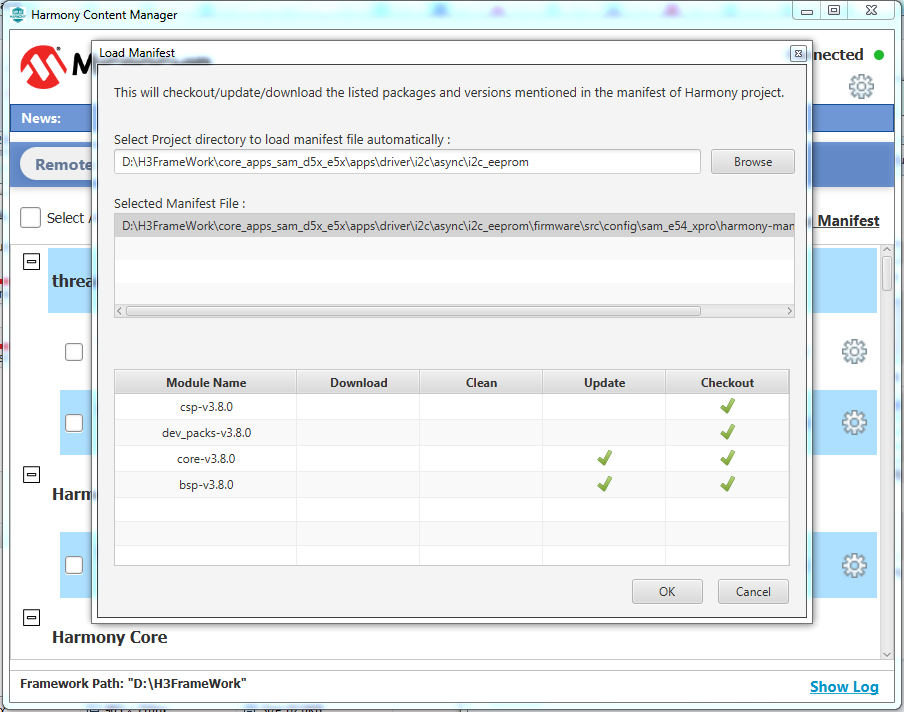 Harmony Content Manager
Load Manifest
nected
This will checkout/update/download the listed packages and versions mentioned in the manifest of Harmony project.
News:
Select Project directory to load manifest file automatically :
D:\H3FrameWork\core_apps_sam_d5x_e5x\apps\driver\i2c\async\i2c_eeprom
Browse
Remote
Selected Manifest File :
Select A
Manifest
D:\H3FrameWork\core_apps_sam_d5x_e5x\apps\driver\i2c\async\i2c_eeprom\firmware\src\config\sam_e54_xpro\harmony-man
threa
Module Name Download Clean Update Checkout
csp-v3.8.0
dev_packs-v3.8.0
core-v3.8.0
bsp-v3.8.0
Harm
OK Cancel
Harmony Core
Framework Path: "D:\H3FrameWork"
Show Log